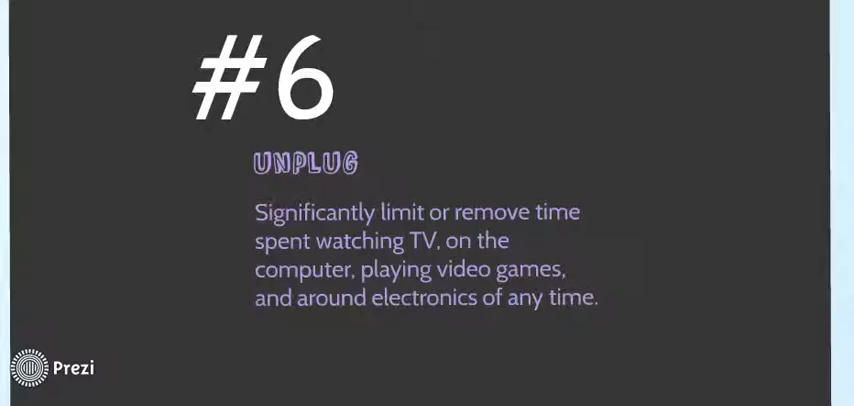 #6
UNPLUG
Significantly limit or remove time
spent watching TV, on the
computer, playing video games,
and around electronics of any time.
Prezi